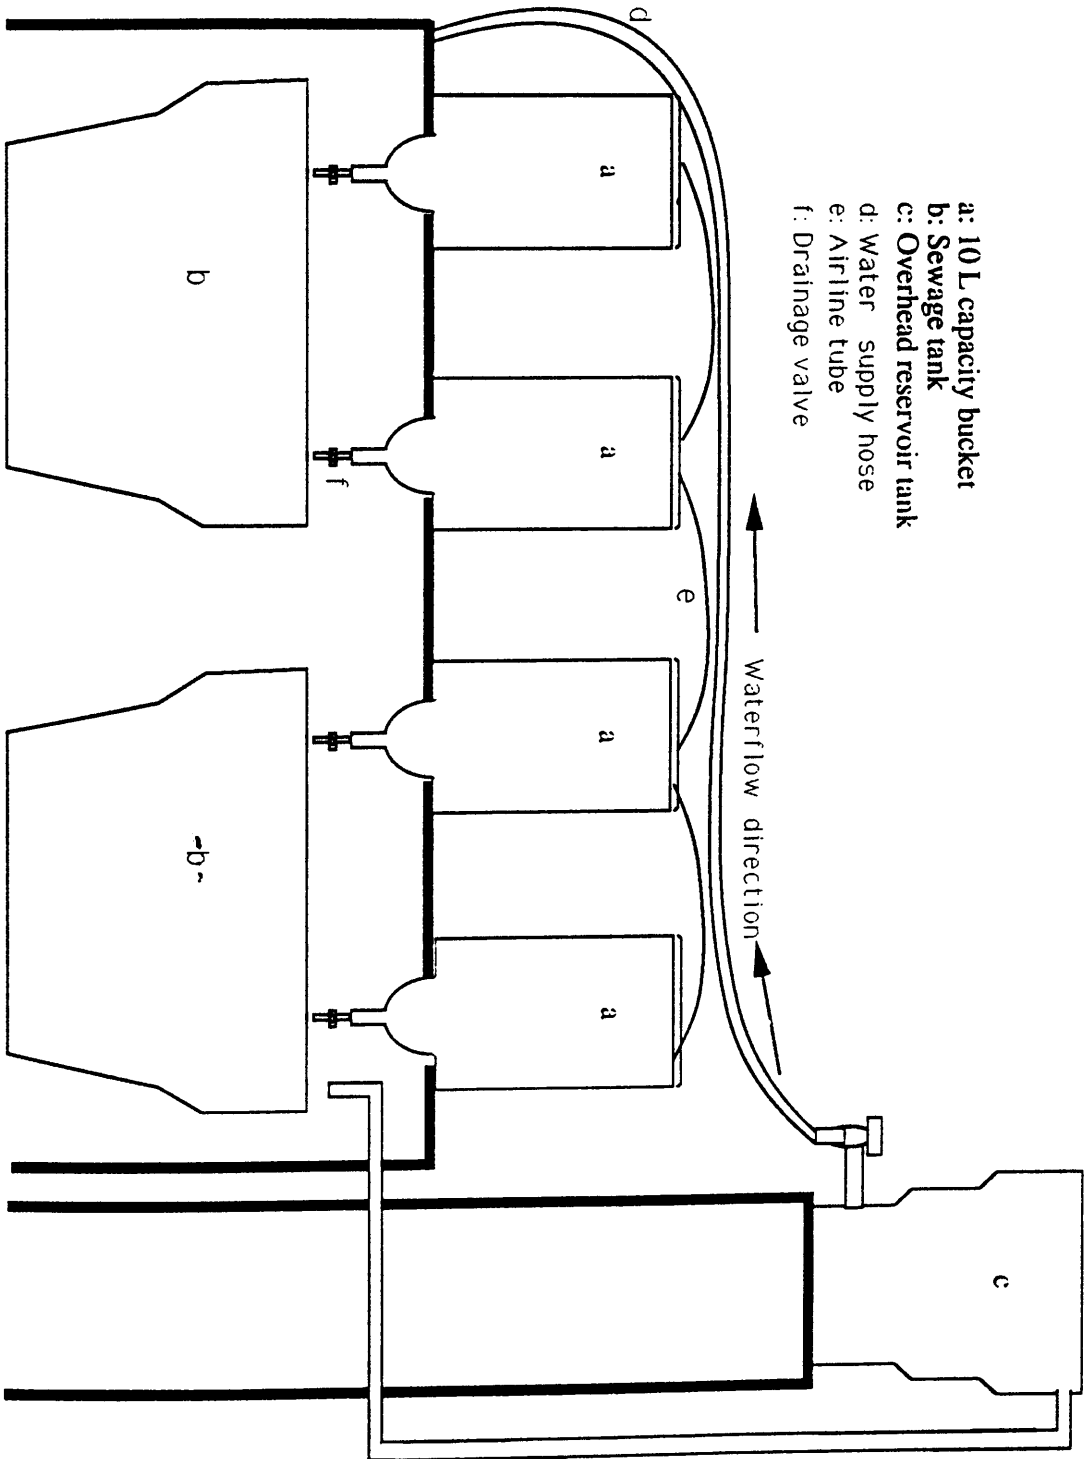 a: 10 L capacity bucket
b: Sewage tank
c: Overhead reservoir tank
d: Water supply hose
e: Airline tube
f: Drainage valve
Waterflow direction
d
e
a
a
a
a
f
b
b
c